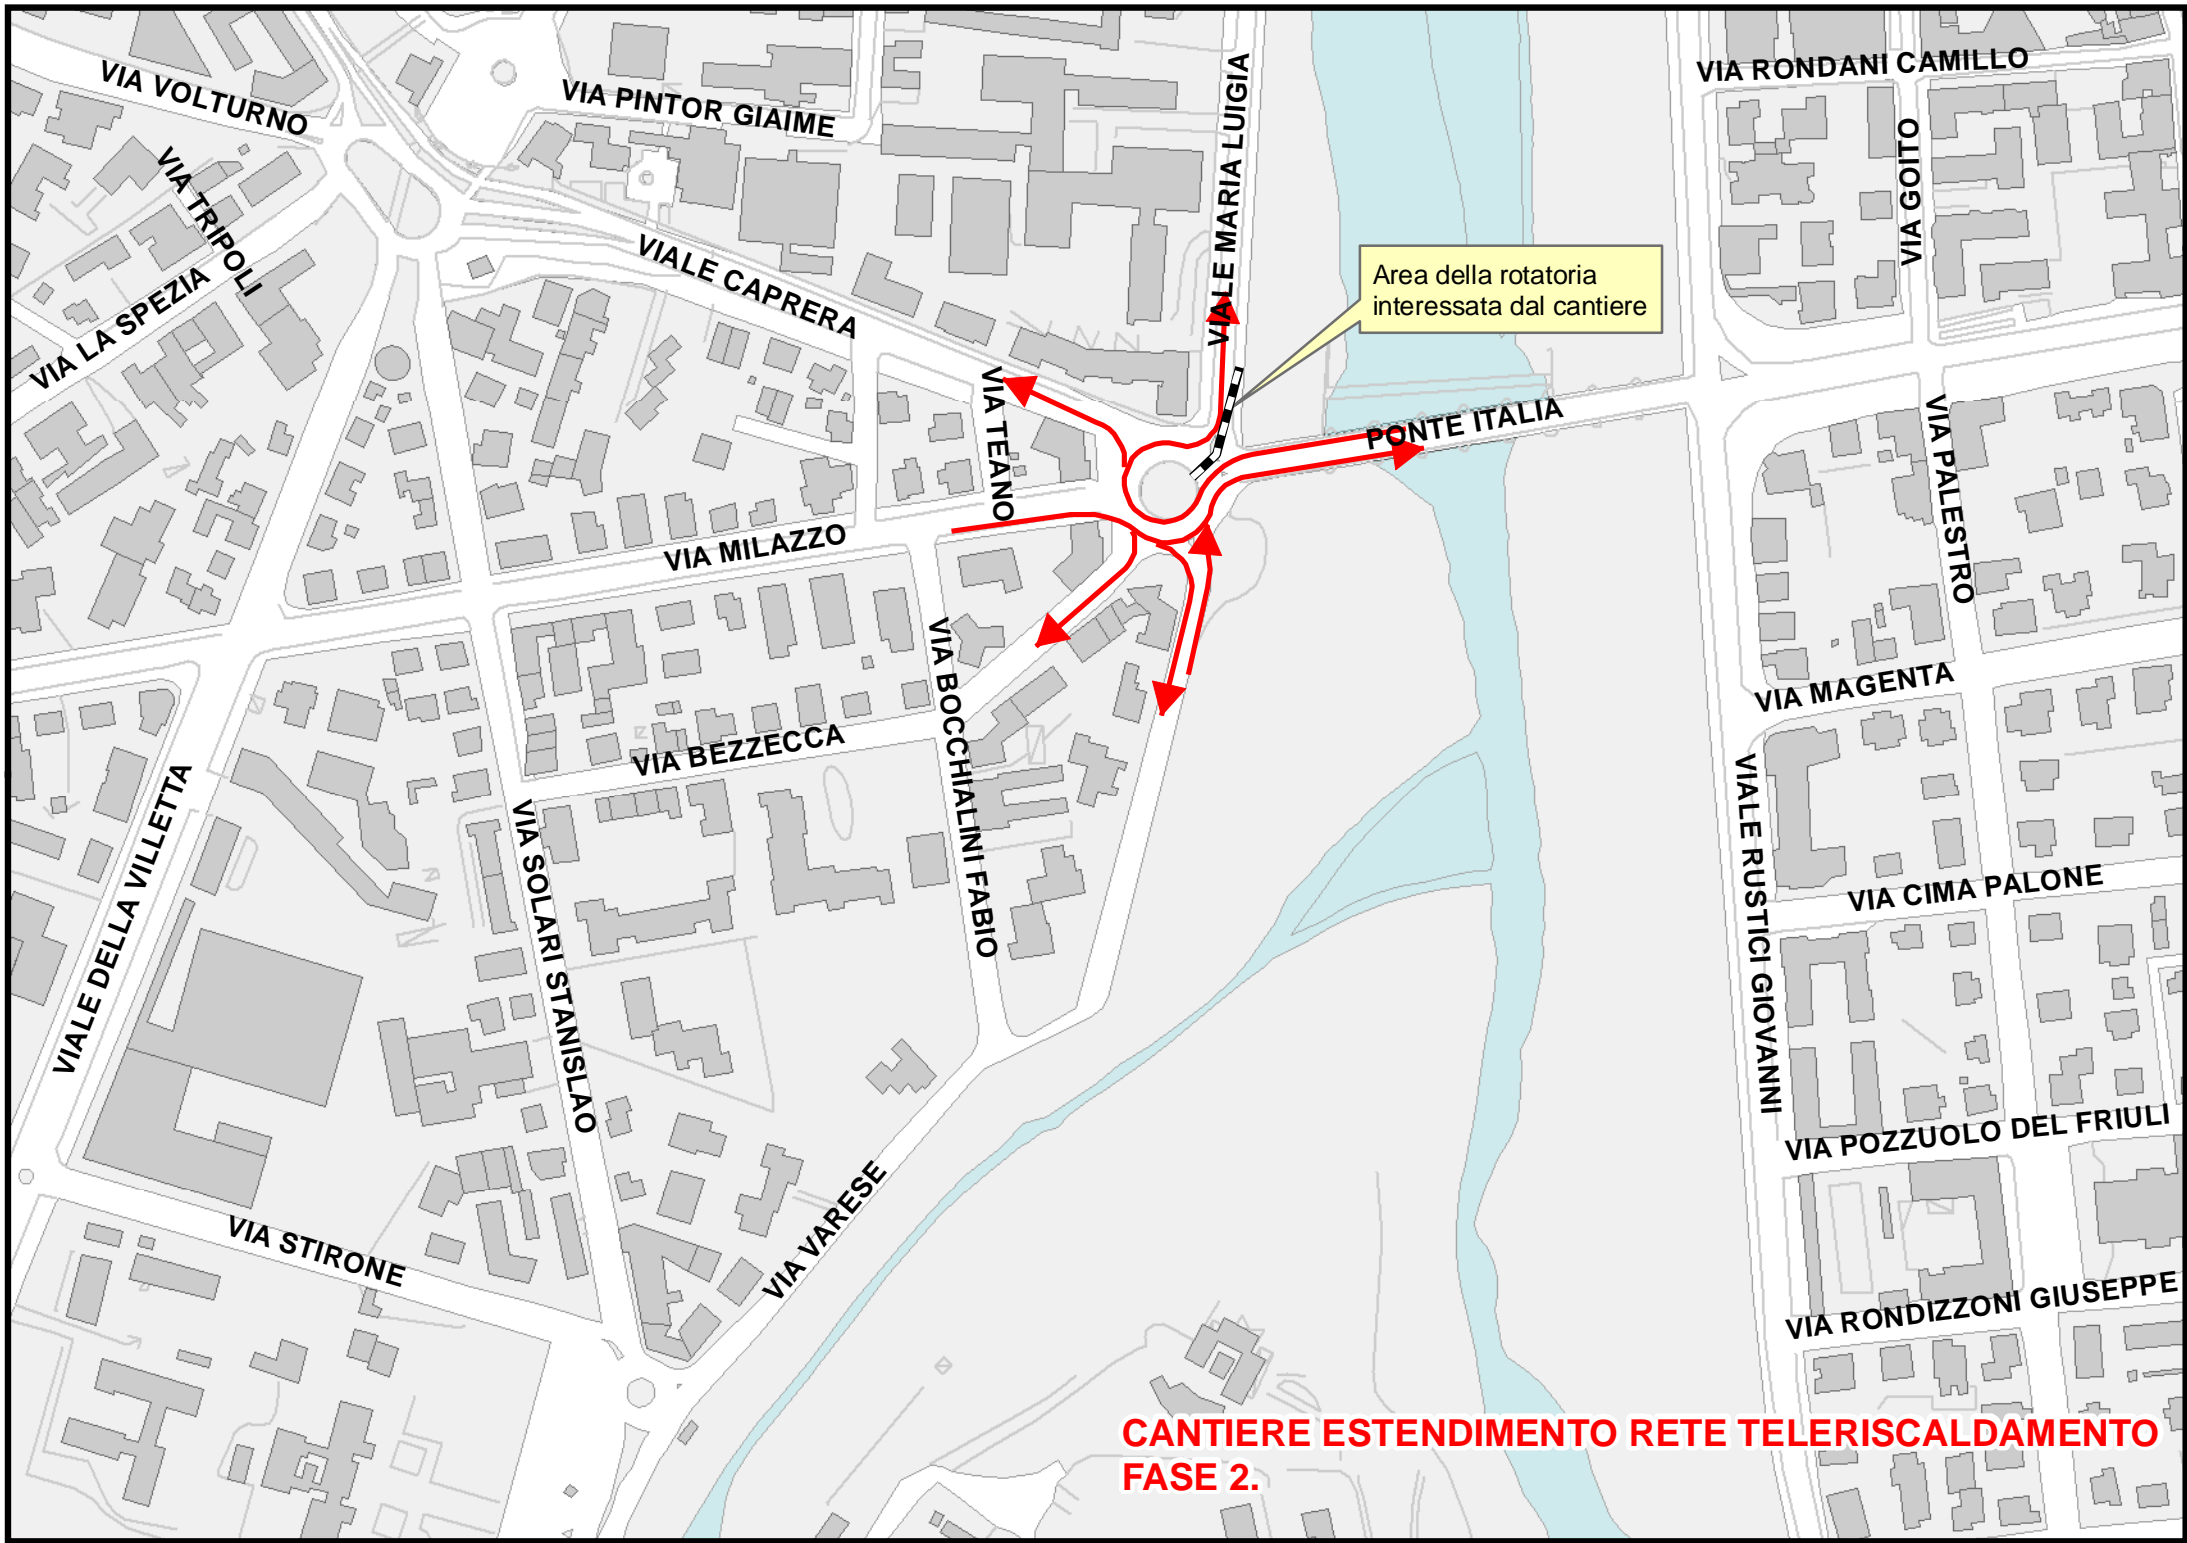 VIA VOLTURNO
VIA PINTOR GIAIME
VIALE MARIA LUIGIA
VIA RONDANI CAMILLO
VIA GOITO
VIA TRIPOLI
VIA LA SPEZIA
VIALE CAPRERA
Area della rotatoria
interessata dal cantiere
VIA TEANO
PONTE ITALIA
VIA PALESTRO
VIA MILAZZO
VIA BOCCHIALINI FABIO
VIA MAGENTA
VIA BEZZECCA
VIALE DELLA VILLETTA
VIA SOLARI STANISLAO
VIALE RUSTICI GIOVANNI
VIA CIMA PALONE
VIA POZZUOLO DEL FRIULI
VIA VARESE
VIA STIRONE
VIA RONDIZZONI GIUSEPPE
CANTIERE ESTENDIMENTO RETE TELERISCALDAMENTO
FASE 2.